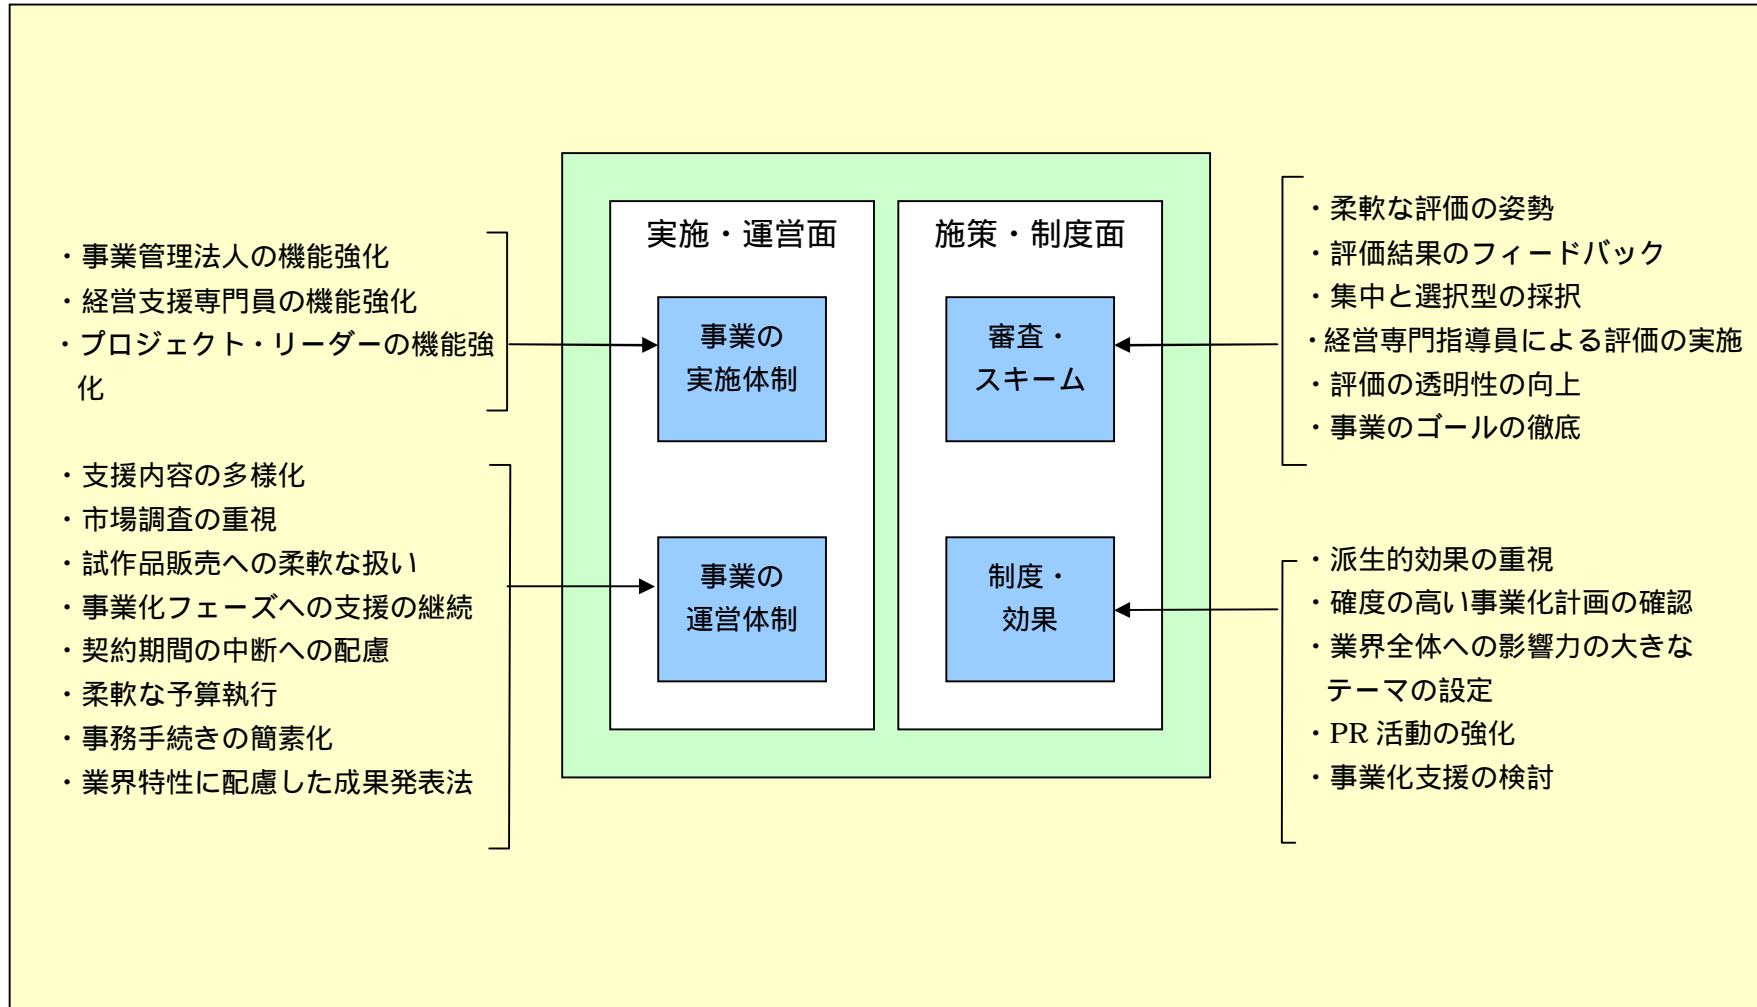 ・事業管理法人の機能強化
・経営支援専門員の機能強化
・プロジェクト・リーダーの機能強
化
・支援内容の多様化
・市場調査の重視
・試作品販売への柔軟な扱い
・事業化フェーズへの支援の継続
・契約期間の中断への配慮
・柔軟な予算執行
・事務手続きの簡素化
・業界特性に配慮した成果発表法
実施・運営面
事業の
実施体制
事業の
運営体制
施策・制度面
審査・
スキーム
制度・
効果
・柔軟な評価の姿勢
・評価結果のフィードバック
・集中と選択型の採択
・経営専門指導員による評価の実施
・評価の透明性の向上
・事業のゴールの徹底
・派生的効果の重視
・確度の高い事業化計画の確認
・業界全体への影響力の大きな
テーマの設定
・PR 活動の強化
・事業化支援の検討